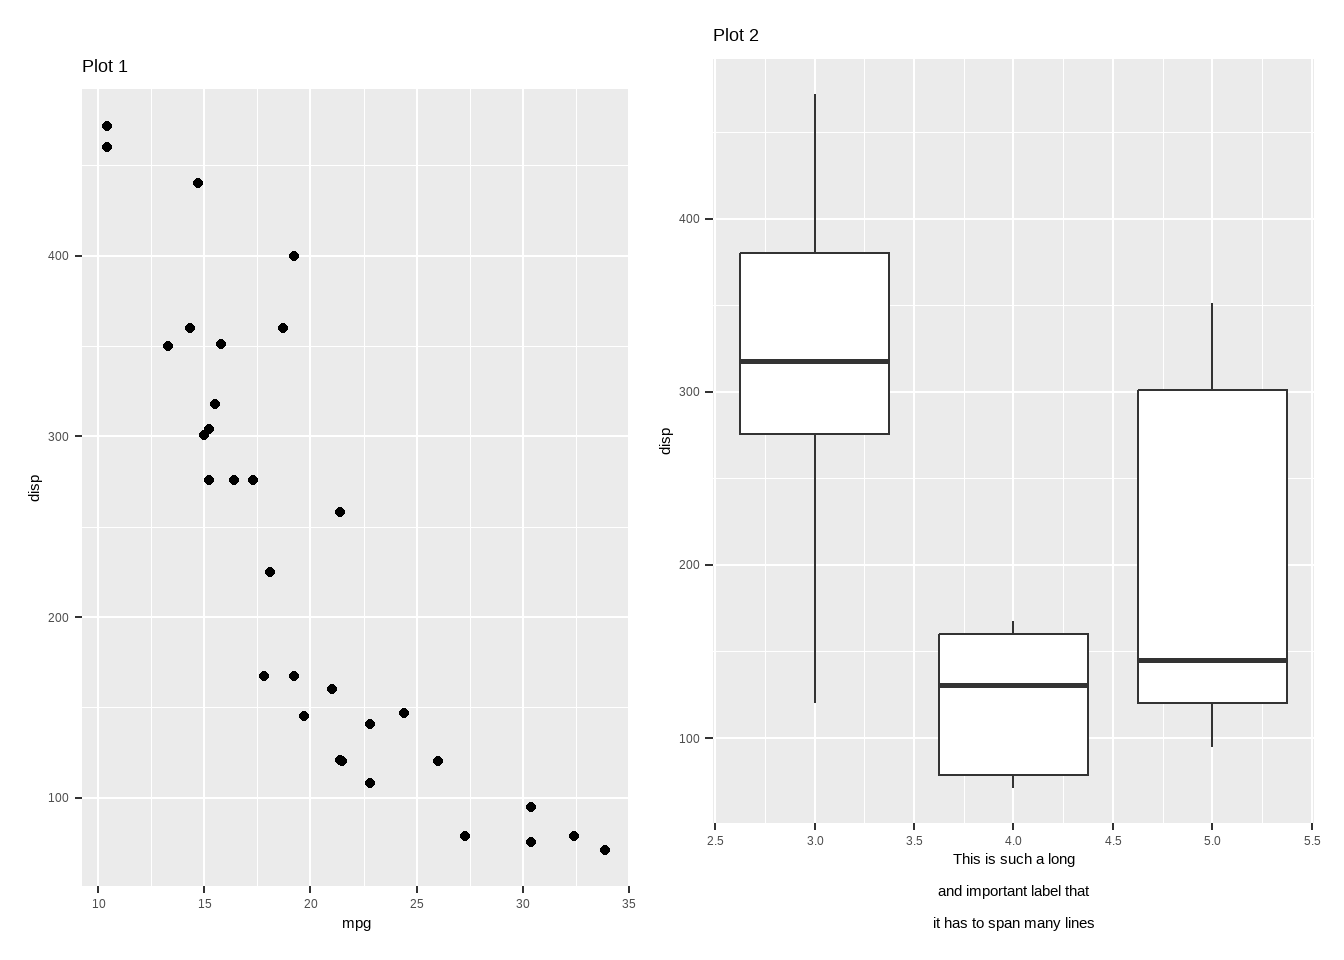 Plot 1
disp
400
300
200
100
10 15 20 25 30 35
mpg
Plot 2
disp
400
300
200
100
2.5 3.0 3.5 4.0 4.5 5.0 5.5
This is such a long
and important label that
it has to span many lines